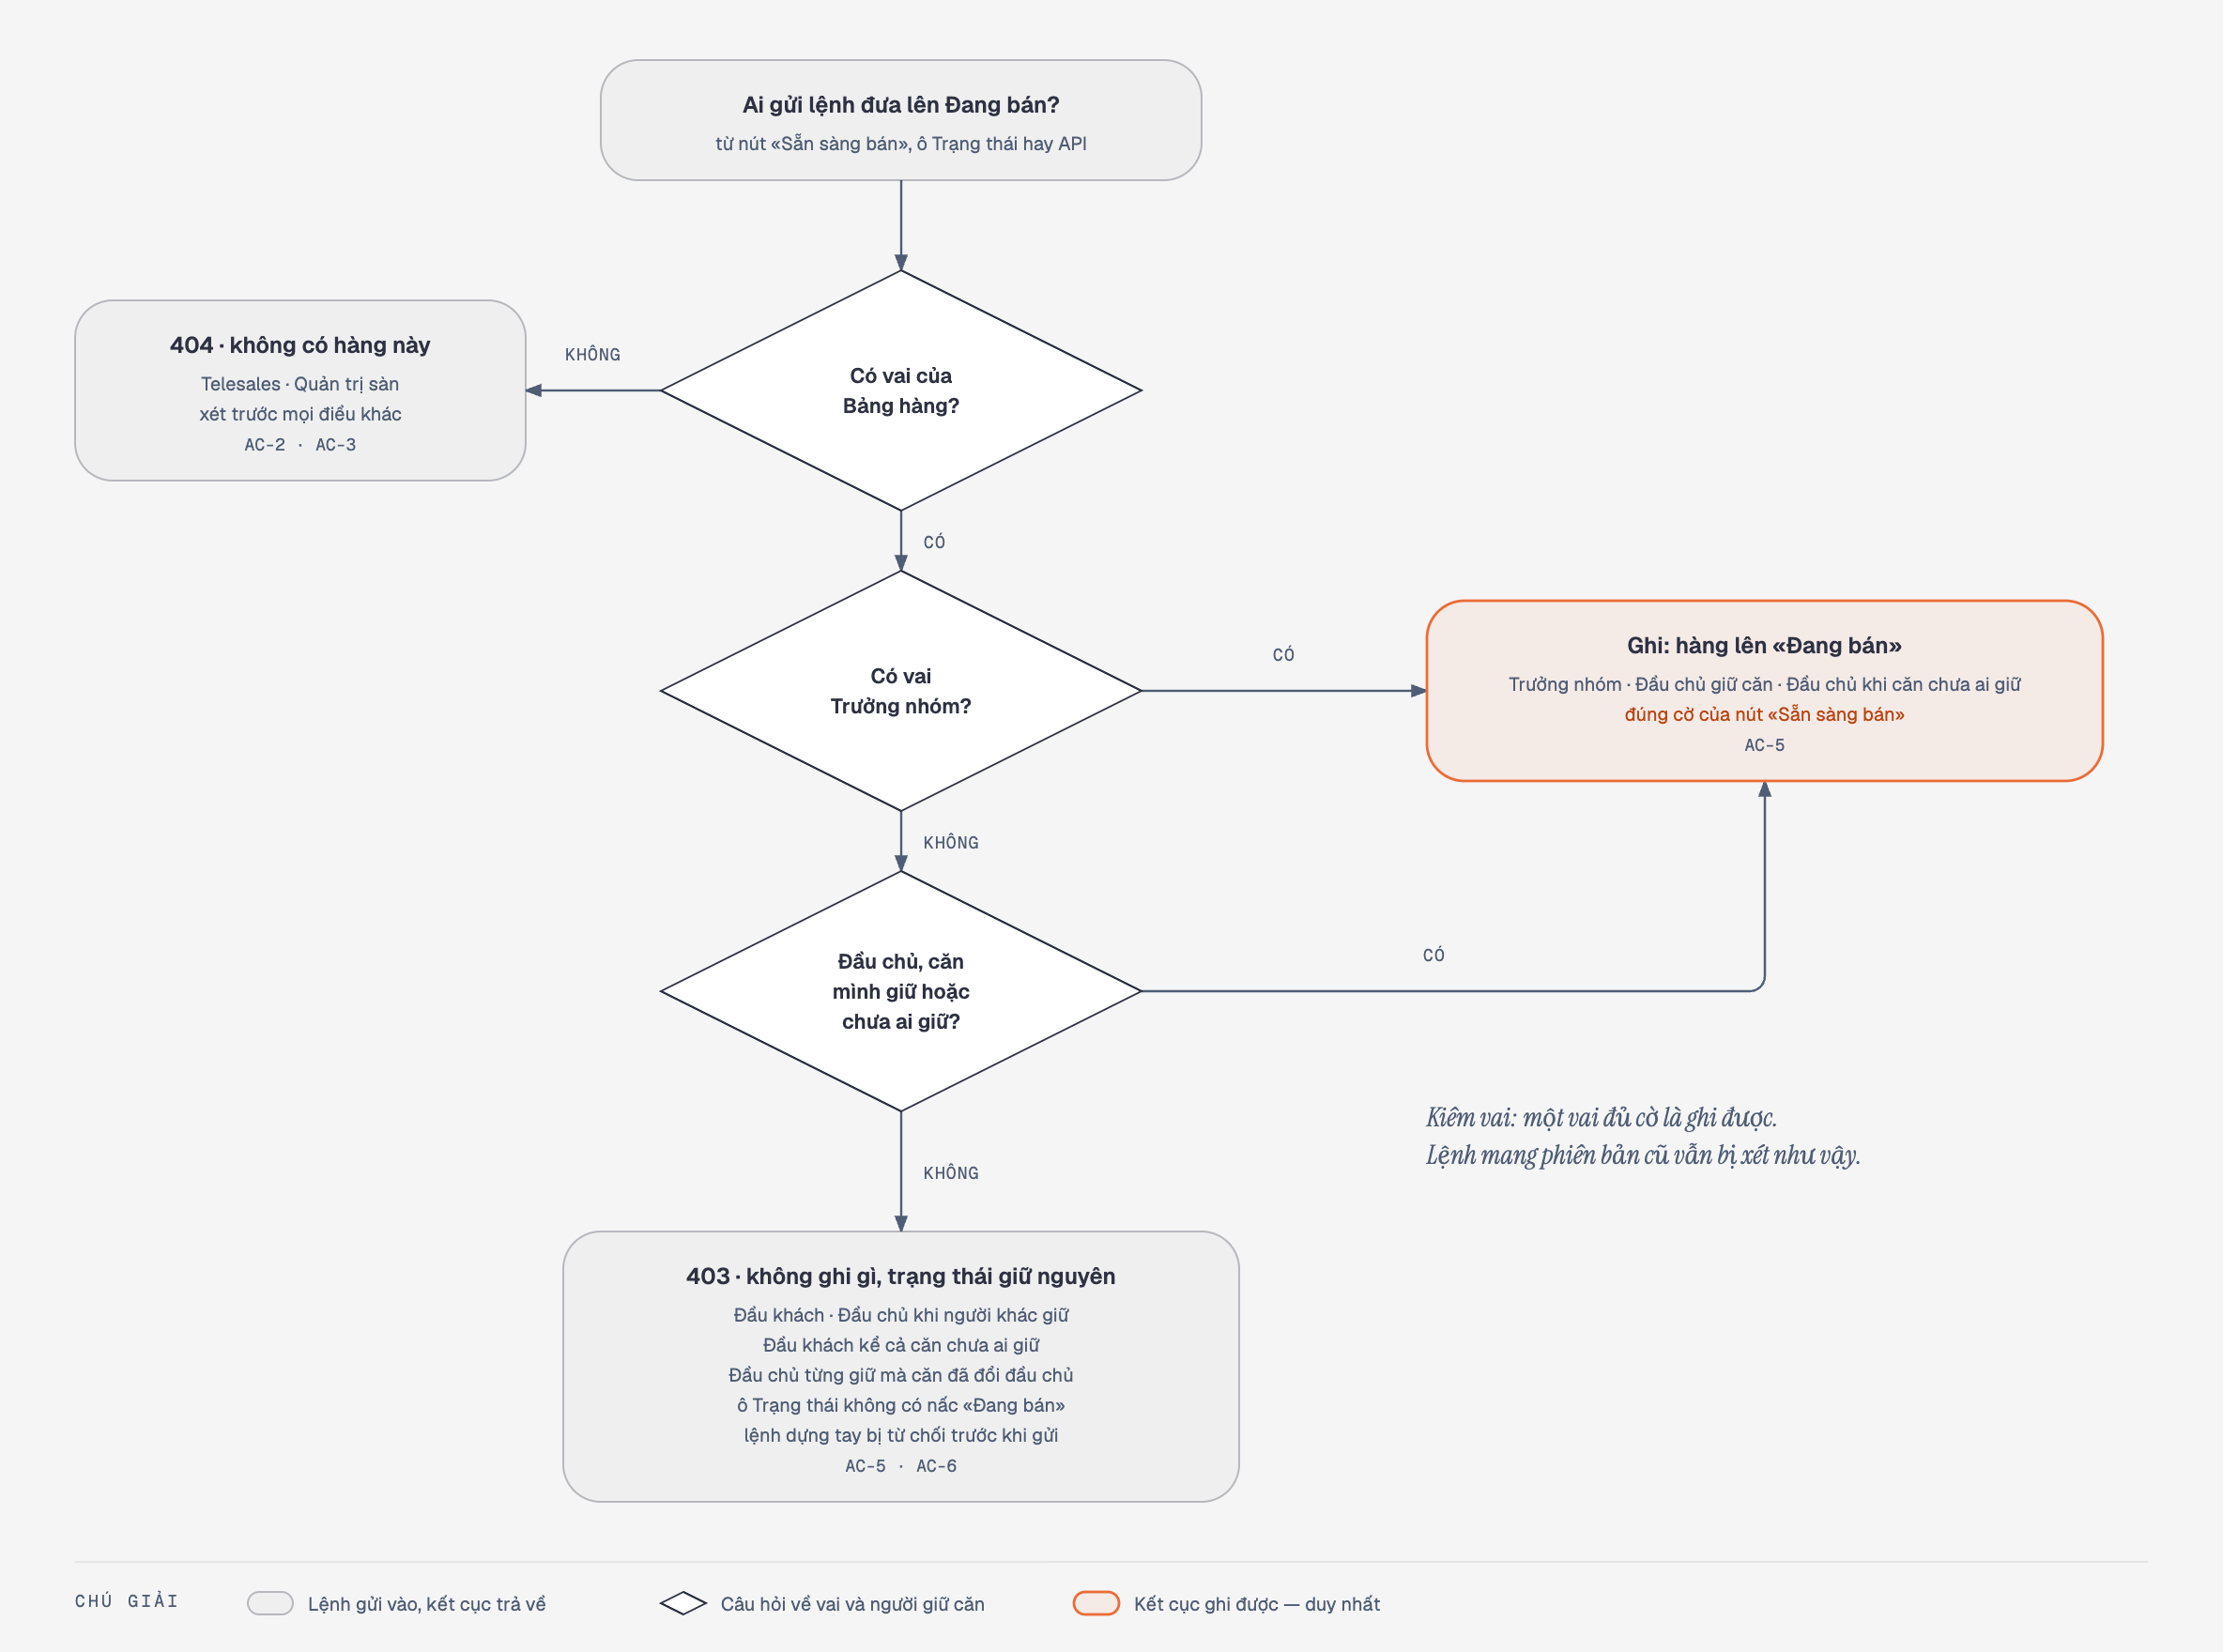 Ai gửi lệnh đưa lên Đang bán?
từ nút «Sẵn sàng bán», ô Trạng thái hay API
404 · không có hàng này
Telesales · Quản trị sàn
xét trước mọi điều khác
AC-2 · AC-3
KHÔNG
Có vai của
Bảng hàng?
CÓ
Có vai
Trưởng nhóm?
CÓ
Ghi: hàng lên «Đang bán»
Trưởng nhóm · Đầu chủ giữ căn · Đầu chủ khi căn chưa ai giữ
đúng cờ của nút «Sẵn sàng bán»
AC-5
KHÔNG
Đầu chủ, căn
mình giữ hoặc
chưa ai giữ?
CÓ
Kiêm vai: một vai đủ cờ là ghi được.
Lệnh mang phiên bản cũ vẫn bị xét như vậy.
KHÔNG
403 · không ghi gì, trạng thái giữ nguyên
Đầu khách · Đầu chủ khi người khác giữ
Đầu khách kể cả căn chưa ai giữ
Đầu chủ từng giữ mà căn đã đổi đầu chủ
ô Trạng thái không có nấc «Đang bán»
lệnh dựng tay bị từ chối trước khi gửi
AC-5 · AC-6
CHÚ GIẢI
Lệnh gửi vào, kết cục trả về
Câu hỏi về vai và người giữ căn
Kết cục ghi được — duy nhất